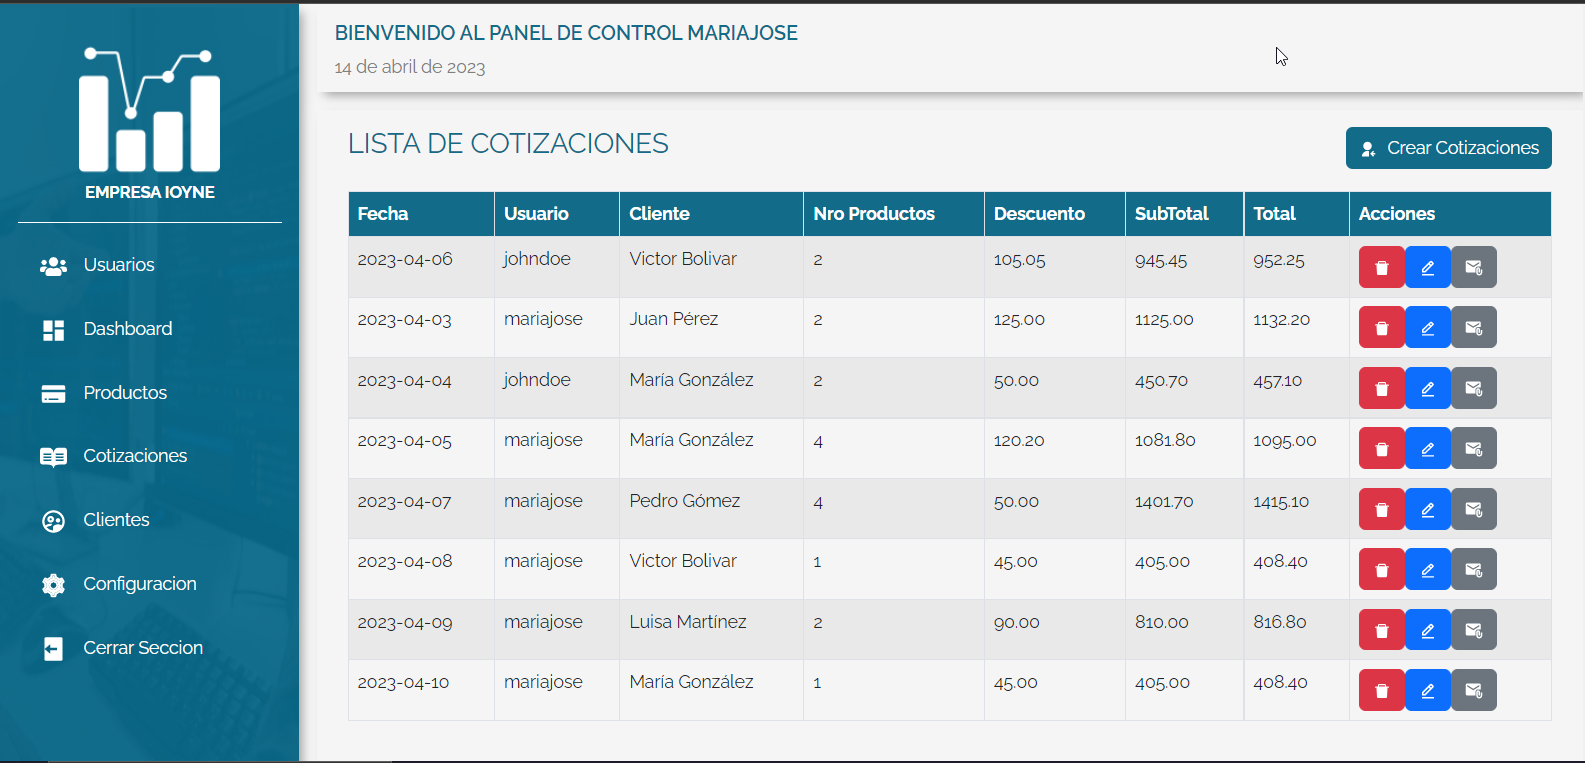 EMPRESA IOYNE
Usuarios
Dashboard
Productos
Cotizaciones
Clientes
Configuracion
Cerrar Seccion
BIENVENIDO AL PANEL DE CONTROL MARIAJOSE
14 de abril de 2023
LISTA DE COTIZACIONES
Crear Cotizaciones
Fecha Usuario Cliente Nro Productos Descuento SubTotal Total Acciones
2023-04-06 johndoe Victor Bolivar 2 105.05 945.45 952.25
2023-04-03 mariajose Juan Pérez 2 125.00 1125.00 1132.20
2023-04-04 johndoe María González 2 50.00 450.70 457.10
2023-04-05 mariajose María González 4 120.20 1081.80 1095.00
2023-04-07 mariajose Pedro Gómez 4 50.00 1401.70 1415.10
2023-04-08 mariajose Victor Bolivar 1 45.00 405.00 408.40
2023-04-09 mariajose Luisa Martínez 2 90.00 810.00 816.80
2023-04-10 mariajose María González 1 45.00 405.00 408.40